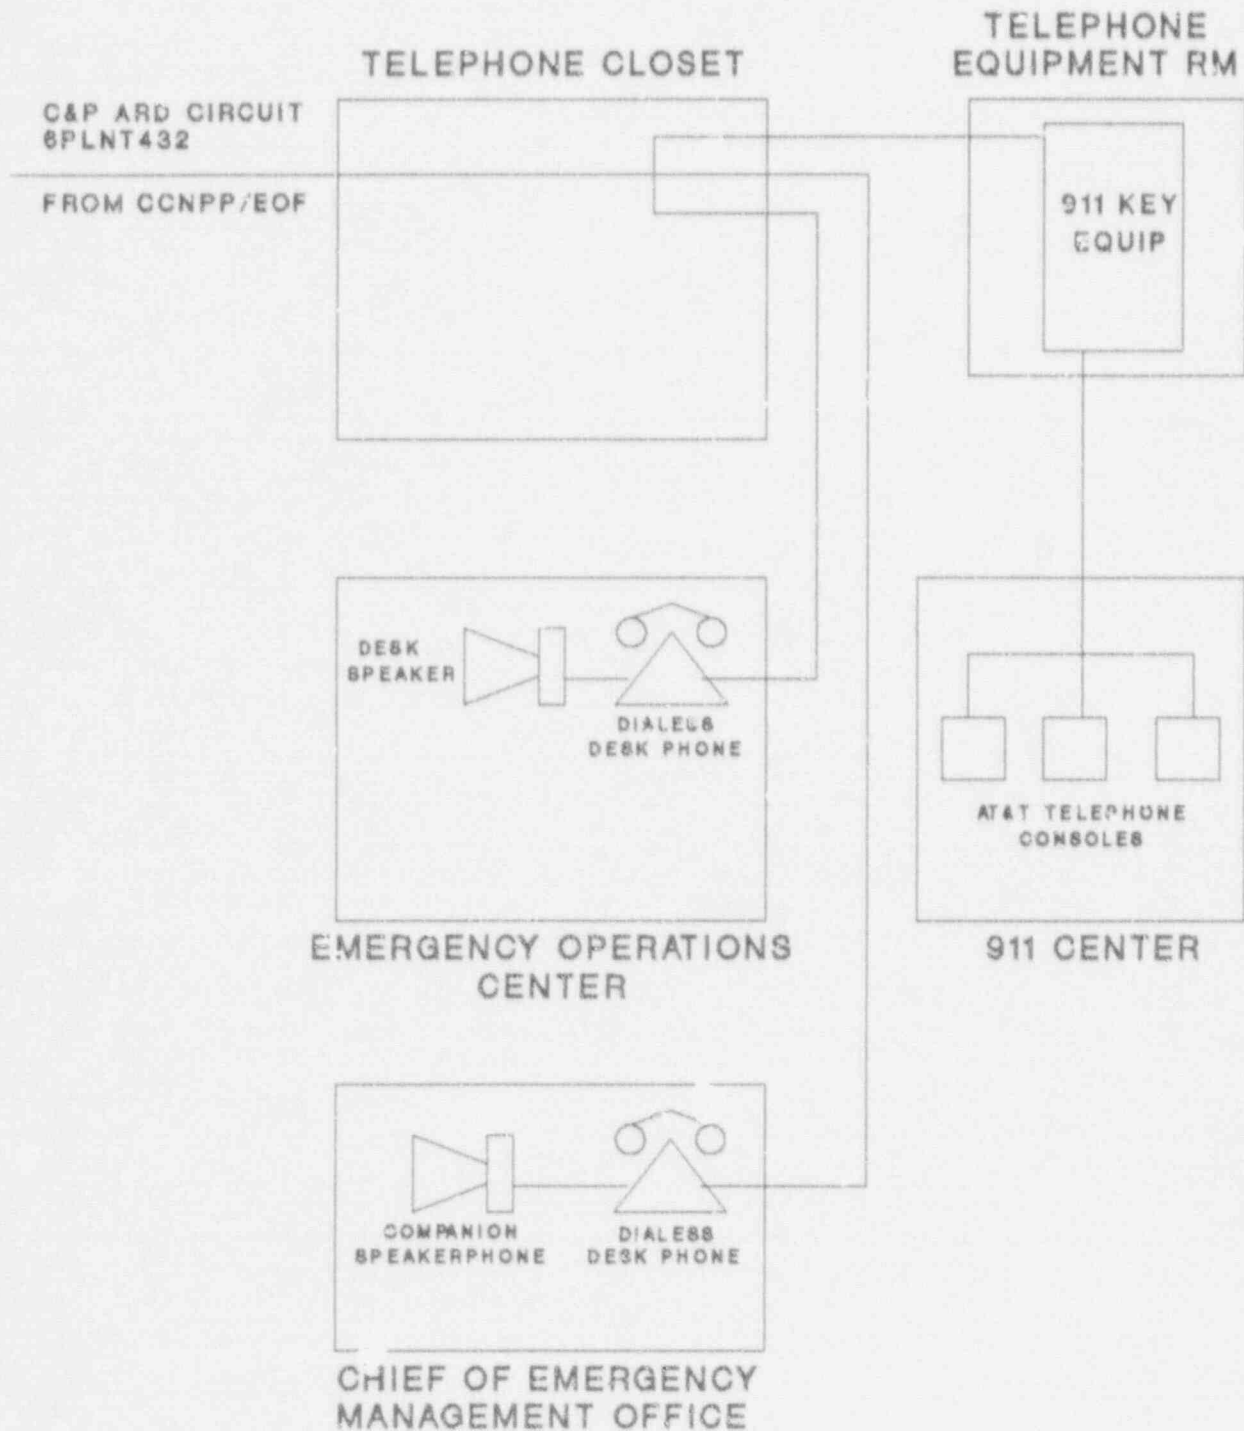 TELEPHONE CLOSET
TELEPHONE
EQUIPMENT RM
C&P ARD CIRCUIT
6PLNT432
FROM CCNPP/EOF
911 KEY
EQUIP
DESK
SPEAKER
DIALESS
DESK PHONE
AT&T TELEPHONE
CONSOLES
EMERGENCY OPERATIONS
CENTER
911 CENTER
COMPANION
SPEAKERPHONE
DIALESS
DESK PHONE
CHIEF OF EMERGENCY
MANAGEMENT OFFICE